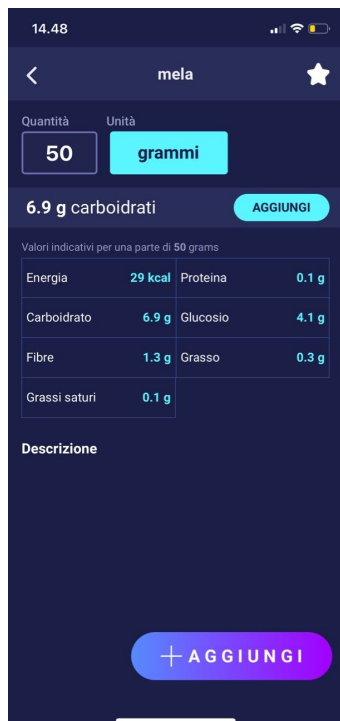 14.48
mela
Quantità Unità
50 grammi
6.9 g carboidrati AGGIUNGI
Valori indicativi per una parte di 50 grams
Energia 29 kcal Proteina 0.1 g
Carboidrato 6.9 g Glucosio 4.1 g
Fibre 1.3 g Grasso 0.3 g
Grassi saturi 0.1 g
Descrizione
AGGIUNGI